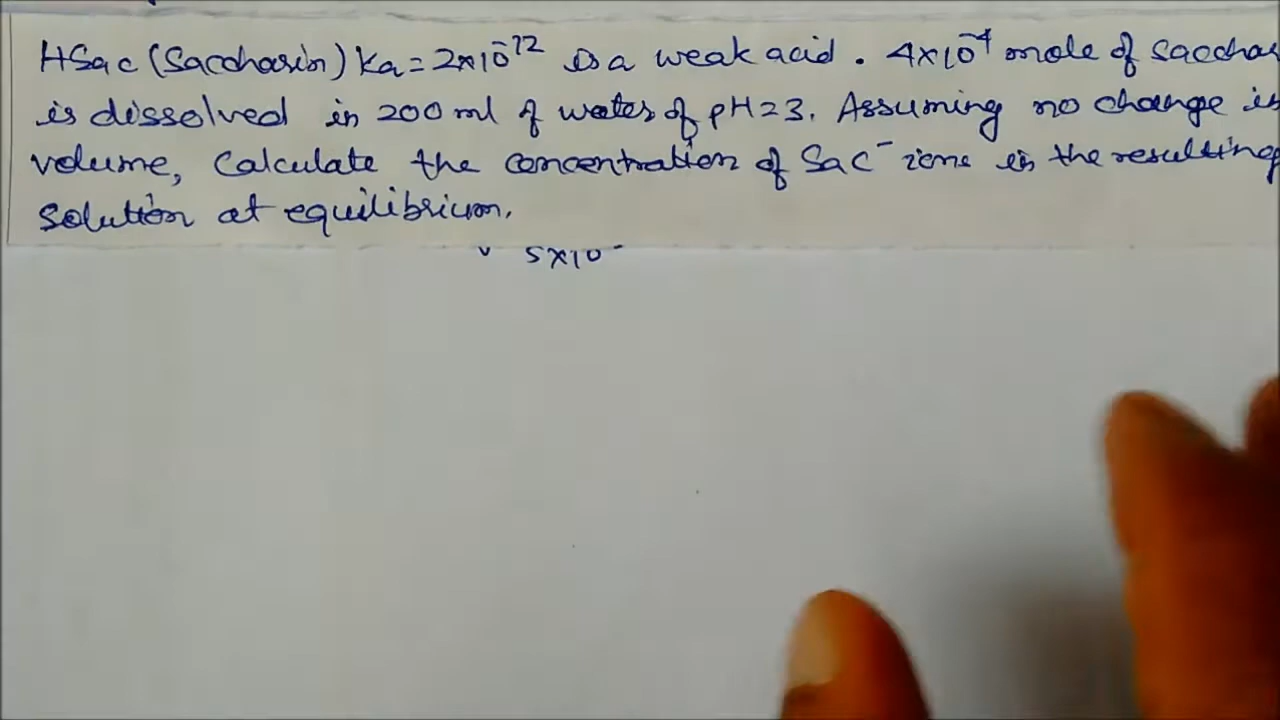 HSac (Saccharin) Ka = 2×10⁻¹² is a weak acid. 4×10⁻⁴ mole of sacchar
is dissolved in 200 ml of water of pH = 3. Assuming no change in
volume, calculate the concentration of Sac⁻ ions in the resulting
solution at equilibrium.
5×10⁻